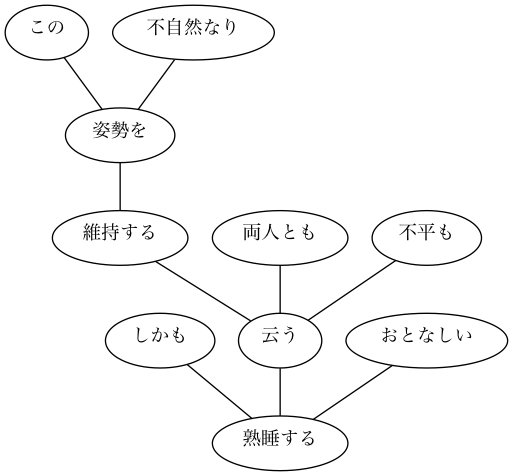 この 不自然なり
姿勢を
維持する 両人とも 不平も
しかも 云う おとなしい
熟睡する